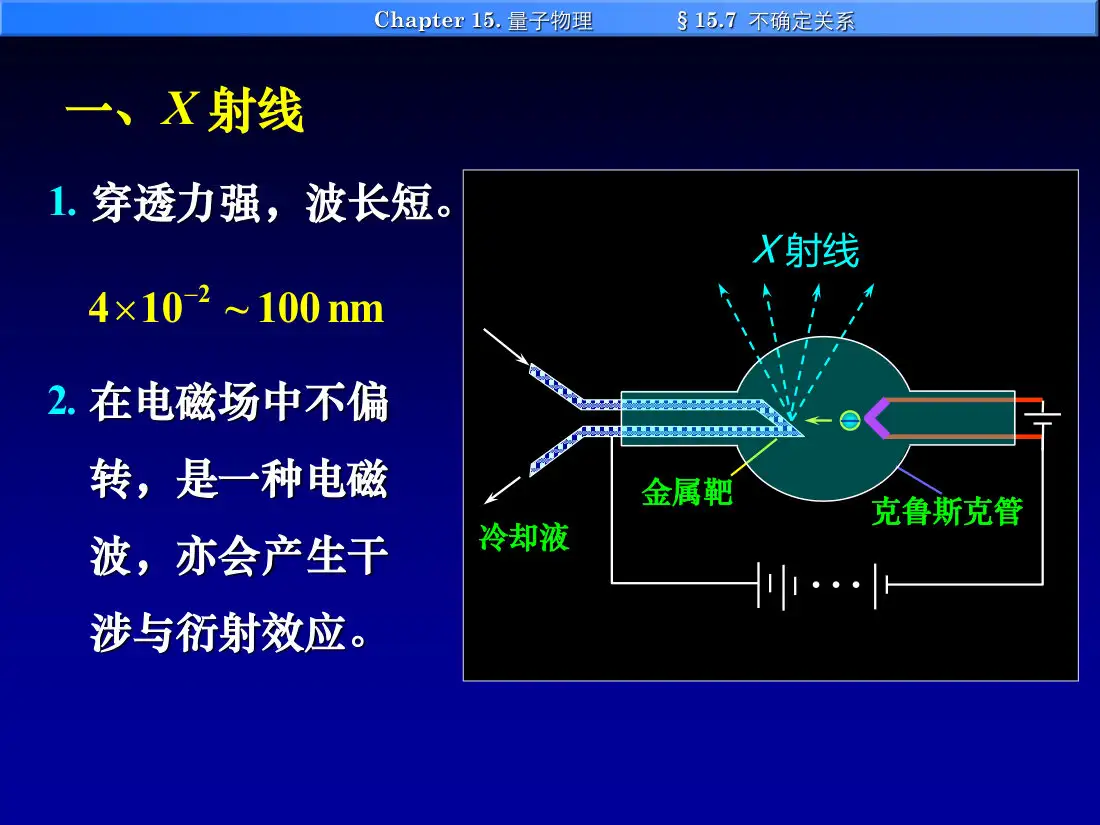 Chapter 15. 量子物理 §15.7 不确定关系
一、X 射线
1. 穿透力强，波长短。
4×10⁻² ~ 100 nm
2. 在电磁场中不偏
转，是一种电磁
波，亦会产生干
涉与衍射效应。
X 射线
金属靶
克鲁斯克管
冷却液